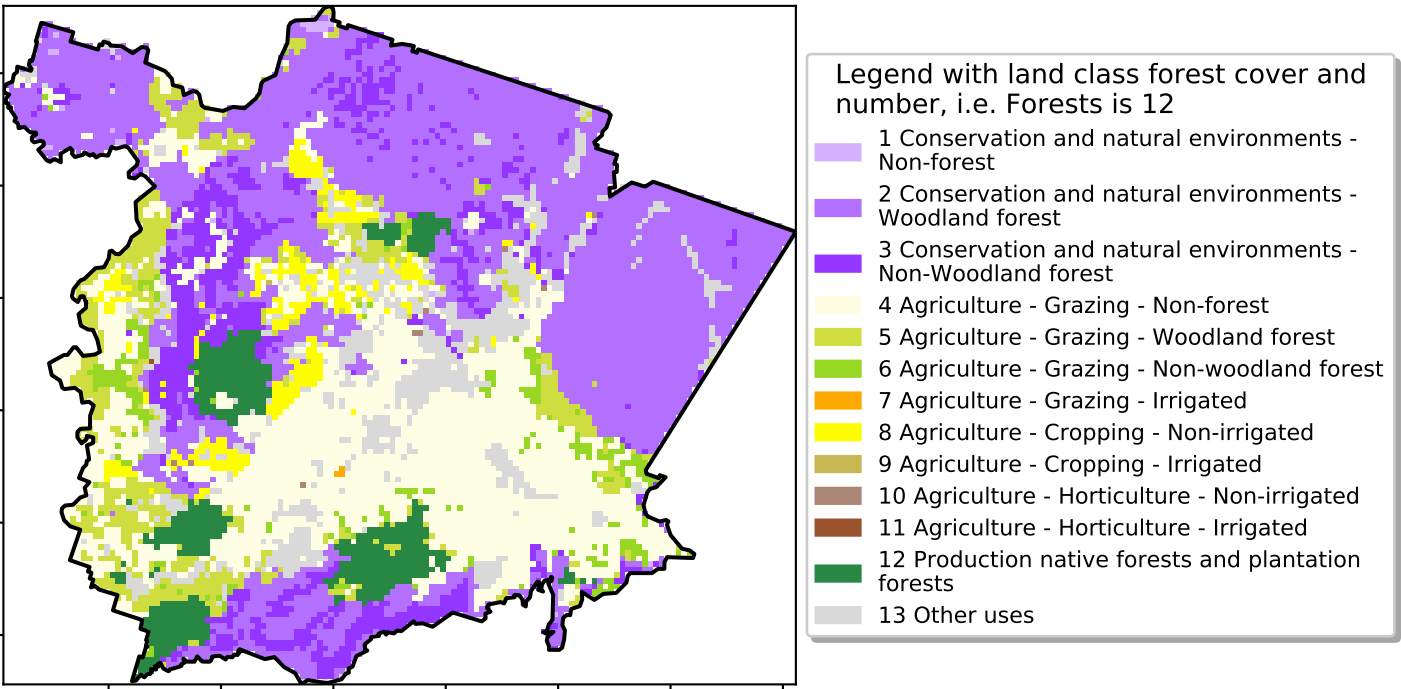 Legend with land class forest cover and
number, i.e. Forests is 12
1 Conservation and natural environments -
Non-forest
2 Conservation and natural environments -
Woodland forest
3 Conservation and natural environments -
Non-Woodland forest
4 Agriculture - Grazing - Non-forest
5 Agriculture - Grazing - Woodland forest
6 Agriculture - Grazing - Non-woodland forest
7 Agriculture - Grazing - Irrigated
8 Agriculture - Cropping - Non-irrigated
9 Agriculture - Cropping - Irrigated
10 Agriculture - Horticulture - Non-irrigated
11 Agriculture - Horticulture - Irrigated
12 Production native forests and plantation
forests
13 Other uses